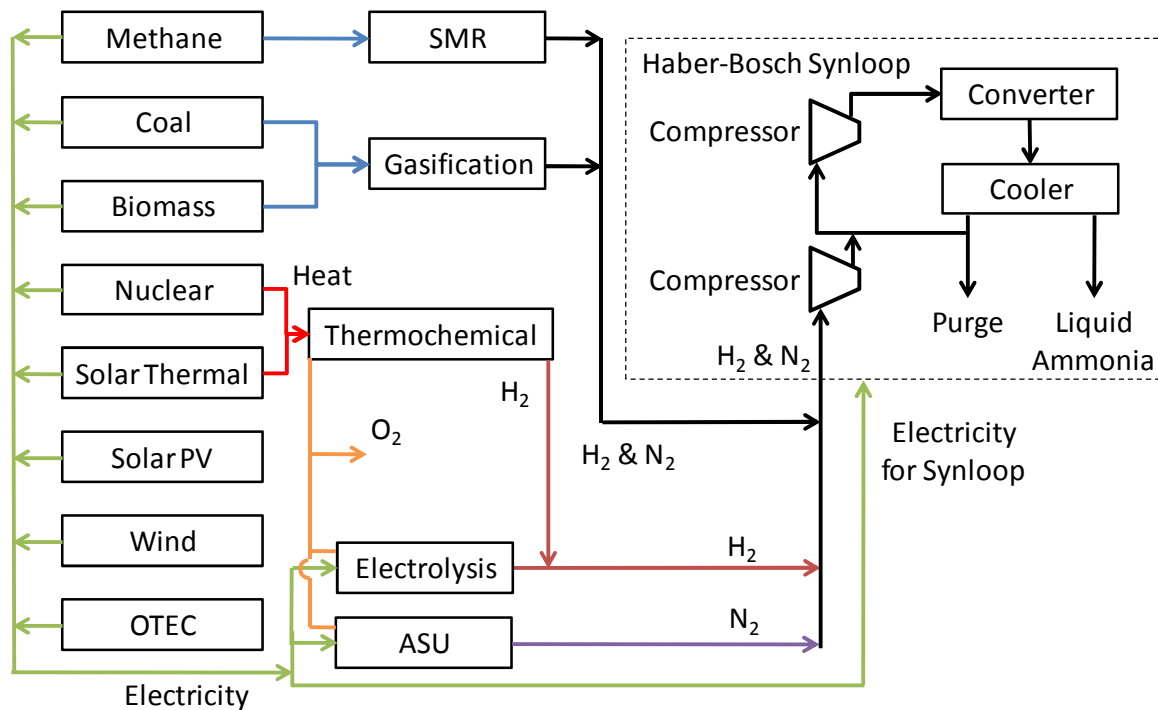 Methane
SMR
Haber-Bosch Synloop
Converter
Coal
Compressor
Gasification
Cooler
Biomass
Nuclear
Heat
Compressor
Thermochemical
Purge
Liquid
Ammonia
Solar Thermal
H₂
H₂ & N₂
O₂
H₂ & N₂
Electricity
for Synloop
Solar PV
Wind
Electrolysis
H₂
OTEC
ASU
N₂
Electricity